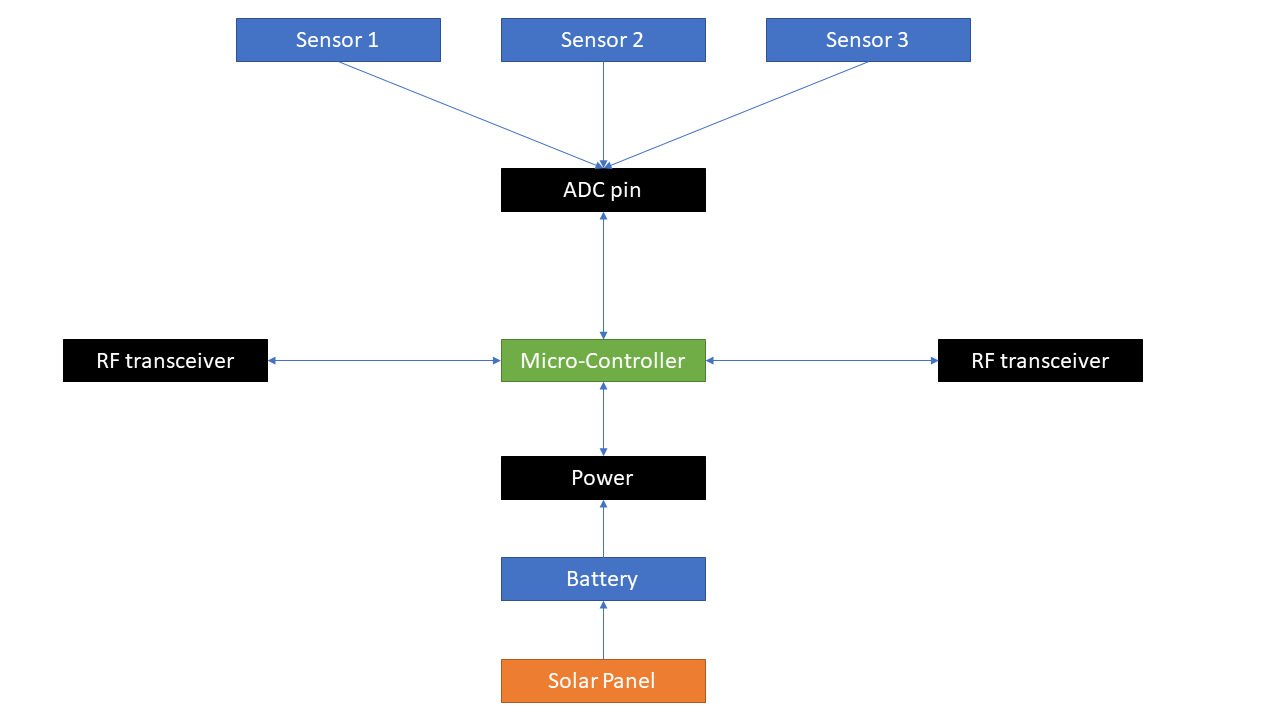 Sensor 1
Sensor 2
Sensor 3
ADC pin
RF transceiver
Micro-Controller
RF transceiver
Power
Battery
Solar Panel